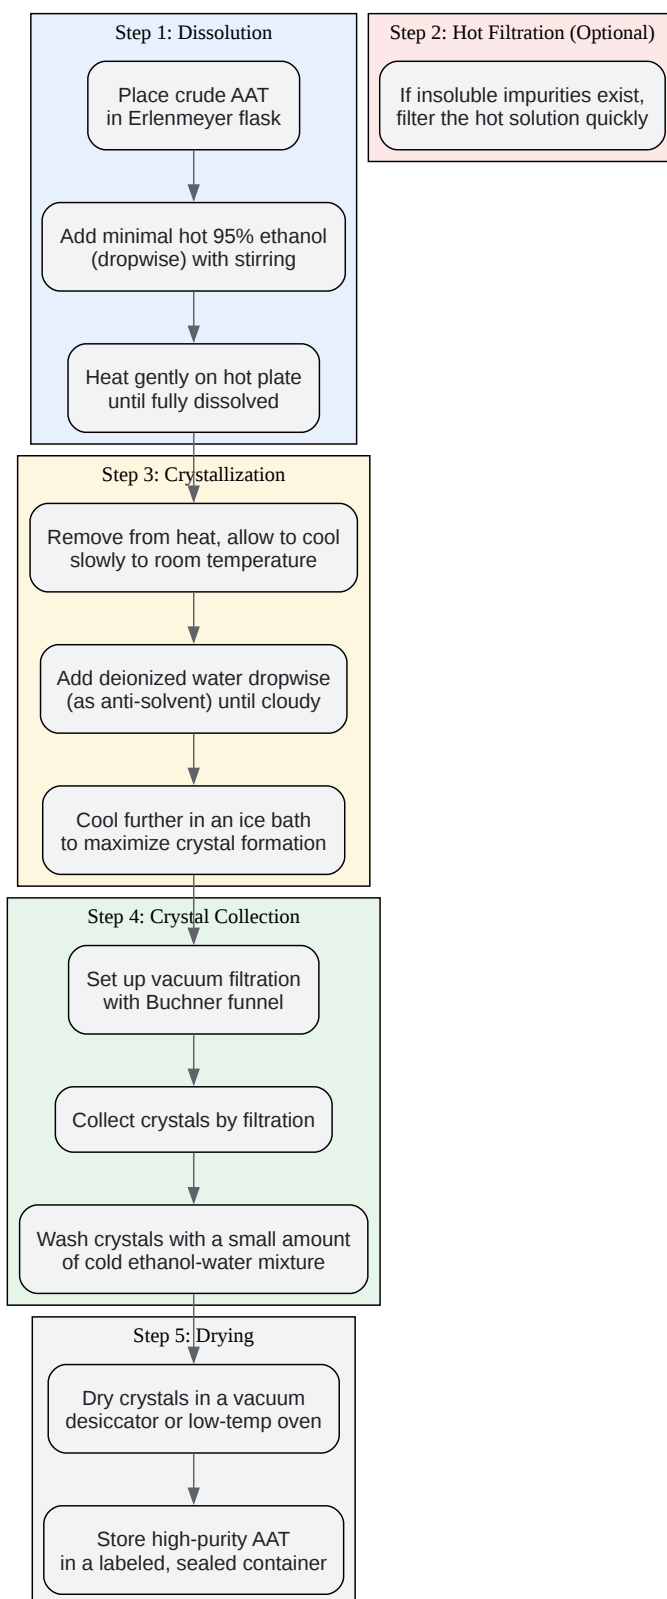 Step 1: Dissolution
Place crude AAT
in Erlenmeyer flask
Add minimal hot 95% ethanol
(dropwise) with stirring
Heat gently on hot plate
until fully dissolved
Step 2: Hot Filtration (Optional)
If insoluble impurities exist,
filter the hot solution quickly
Step 3: Crystallization
Remove from heat, allow to cool
slowly to room temperature
Add deionized water dropwise
(as anti-solvent) until cloudy
Cool further in an ice bath
to maximize crystal formation
Step 4: Crystal Collection
Set up vacuum filtration
with Buchner funnel
Collect crystals by filtration
Wash crystals with a small amount
of cold ethanol-water mixture
Step 5: Drying
Dry crystals in a vacuum
desiccator or low-temp oven
Store high-purity AAT
in a labeled, sealed container